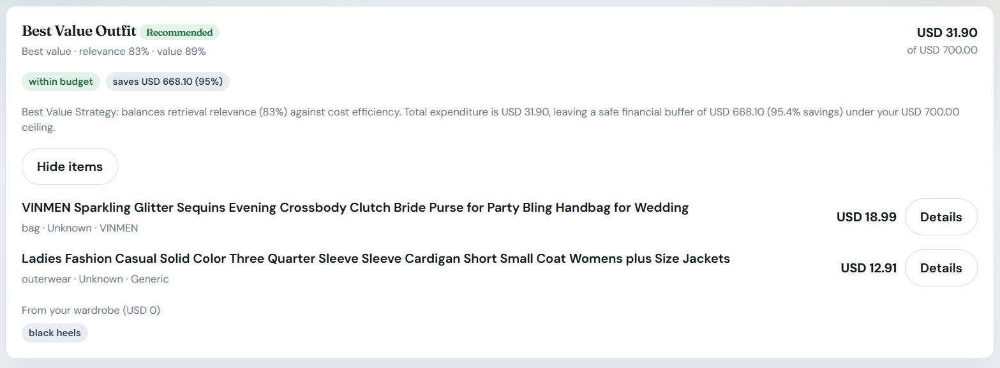 Best Value Outfit Recommended
USD 31.90
Best value · relevance 83% · value 89%
of USD 700.00
within budget saves USD 668.10 (95%)
Best Value Strategy: balances retrieval relevance (83%) against cost efficiency. Total expenditure is USD 31.90, leaving a safe financial buffer of USD 668.10 (95.4% savings) under your USD 700.00
ceiling.
Hide items
VINMEN Sparkling Glitter Sequins Evening Crossbody Clutch Bride Purse for Party Bling Handbag for Wedding
bag · Unknown · VINMEN
USD 18.99 Details
Ladies Fashion Casual Solid Color Three Quarter Sleeve Sleeve Cardigan Short Small Coat Womens plus Size Jackets
outerwear · Unknown · Generic
USD 12.91 Details
From your wardrobe (USD 0)
black heels